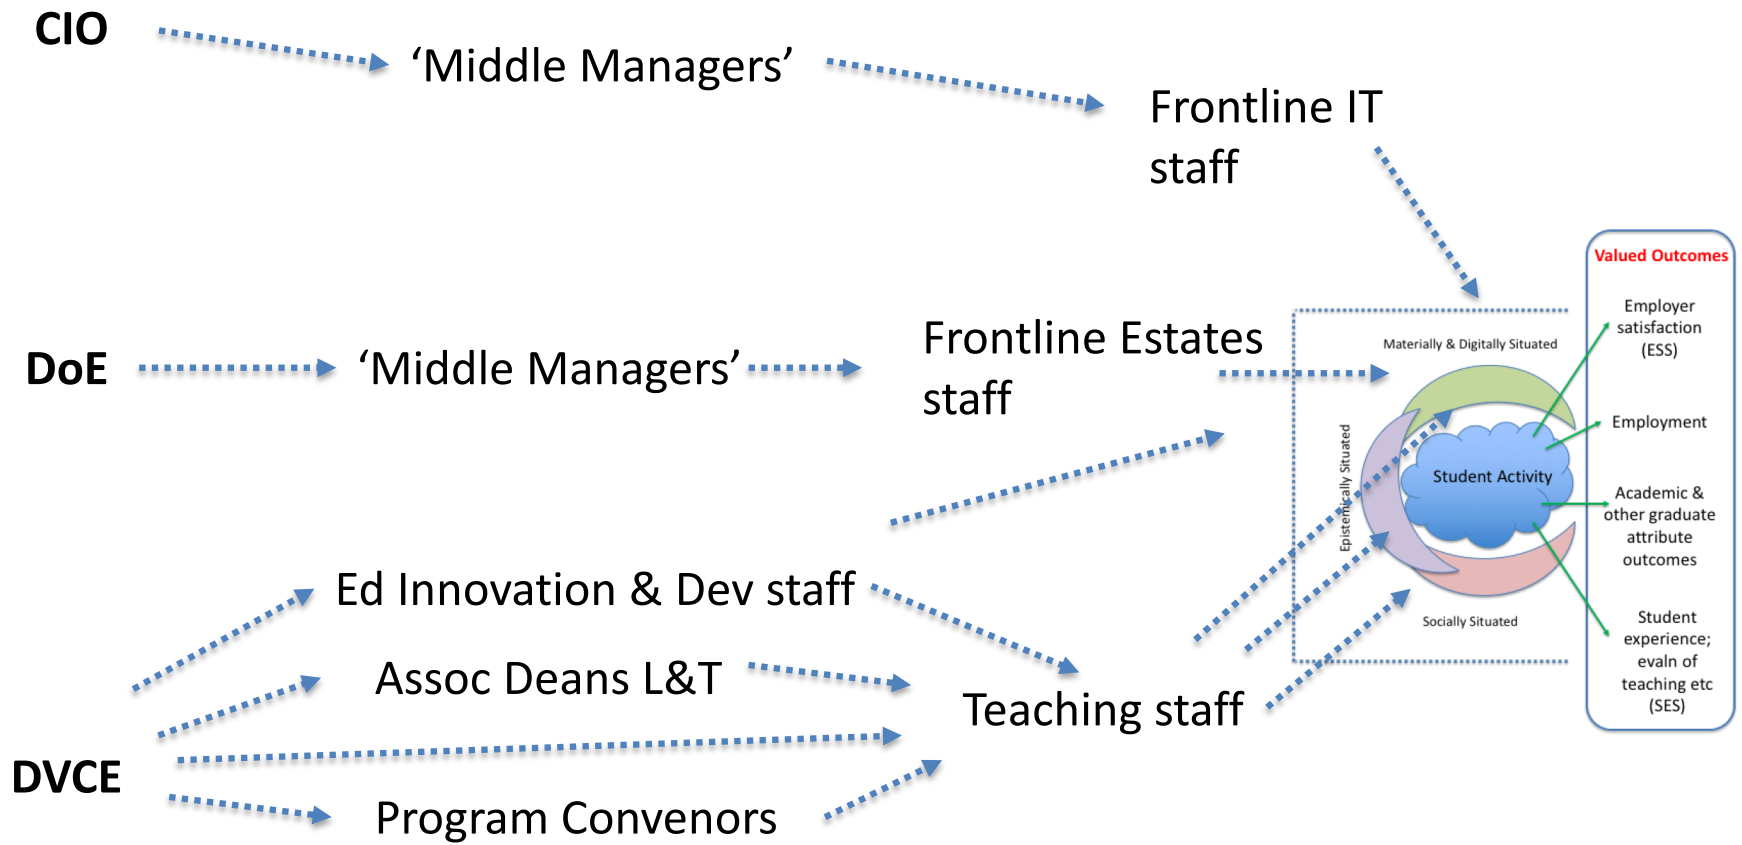 CIO
‘Middle Managers’
Frontline IT
staff
DoE
‘Middle Managers’
Frontline Estates
staff
Ed Innovation & Dev staff
Assoc Deans L&T
Teaching staff
DVCE
Program Convenors
Materially & Digitally Situated
Epistemically Situated
Student Activity
Socially Situated
Valued Outcomes
Employer
satisfaction
(ESS)
Employment
Academic &
other graduate
attribute
outcomes
Student
experience;
evaln of
teaching etc
(SES)